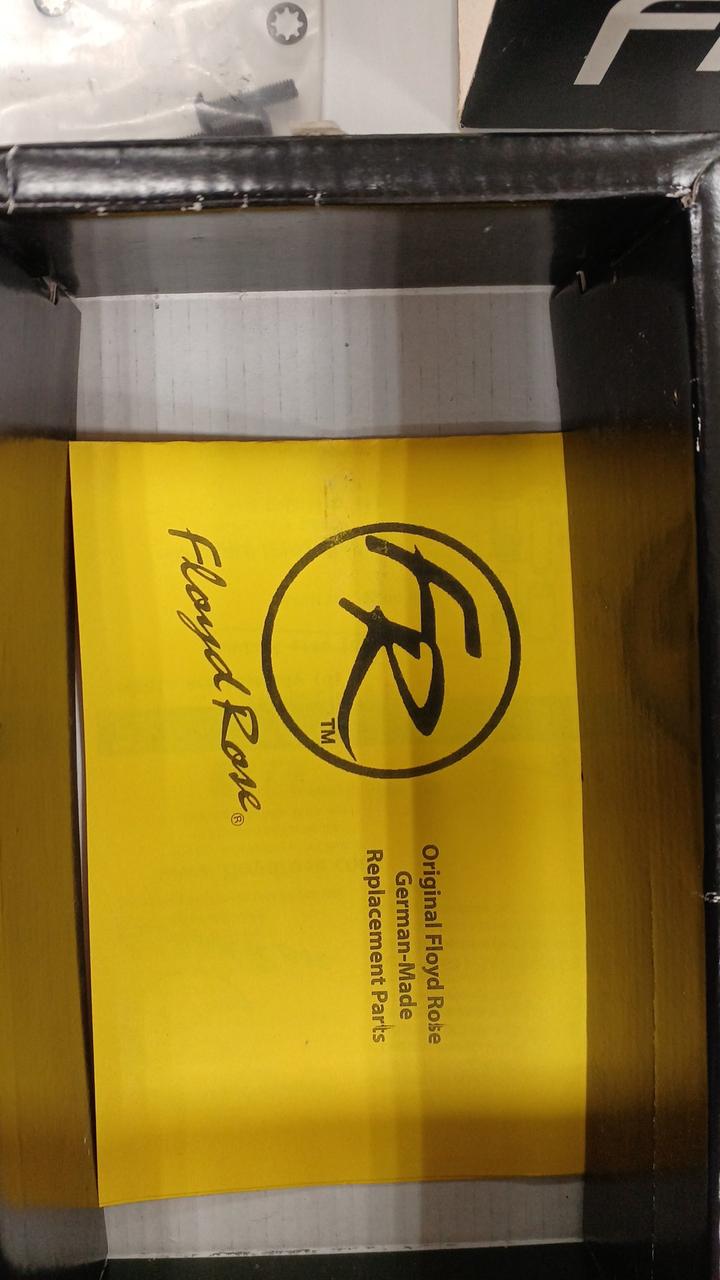 FR
TM
Floyd Rose®
Original Floyd Rose
German-Made
Replacement Parts